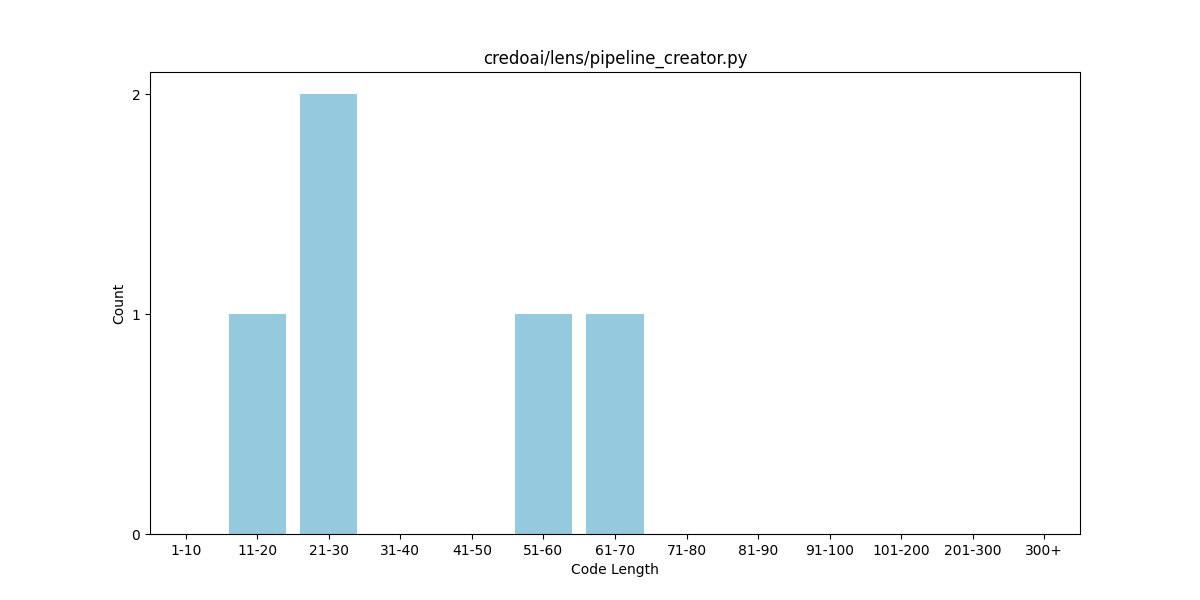 credoai/lens/pipeline_creator.py
Count
2
1
0
1-10 11-20 21-30 31-40 41-50 51-60 61-70 71-80 81-90 91-100 101-200 201-300 300+
Code Length